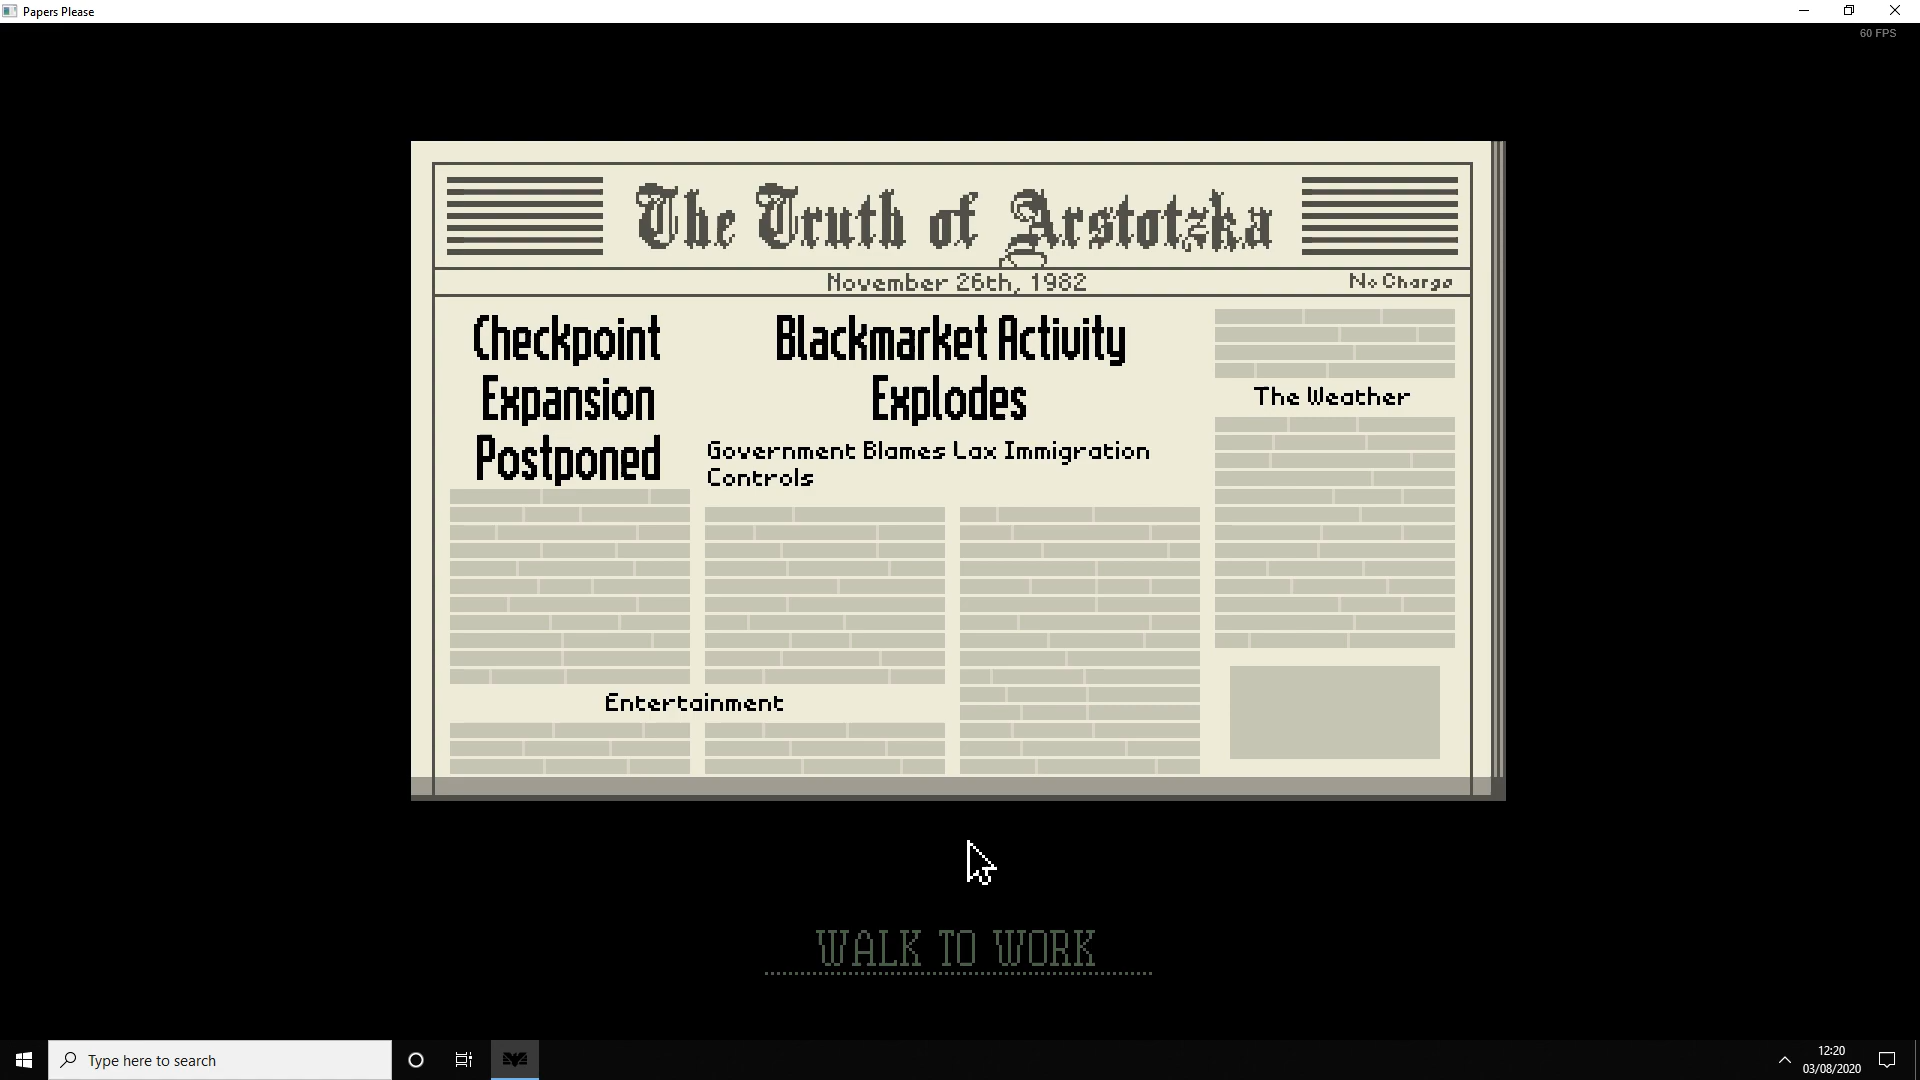 Papers Please
60 FPS
The Truth of Arstotzka
November 26th, 1982
No Charge
Checkpoint
Expansion
Postponed
Blackmarket Activity
Explodes
Government Blames Lax Immigration
Controls
The Weather
Entertainment
WALK TO WORK
Type here to search
12:20
03/08/2020